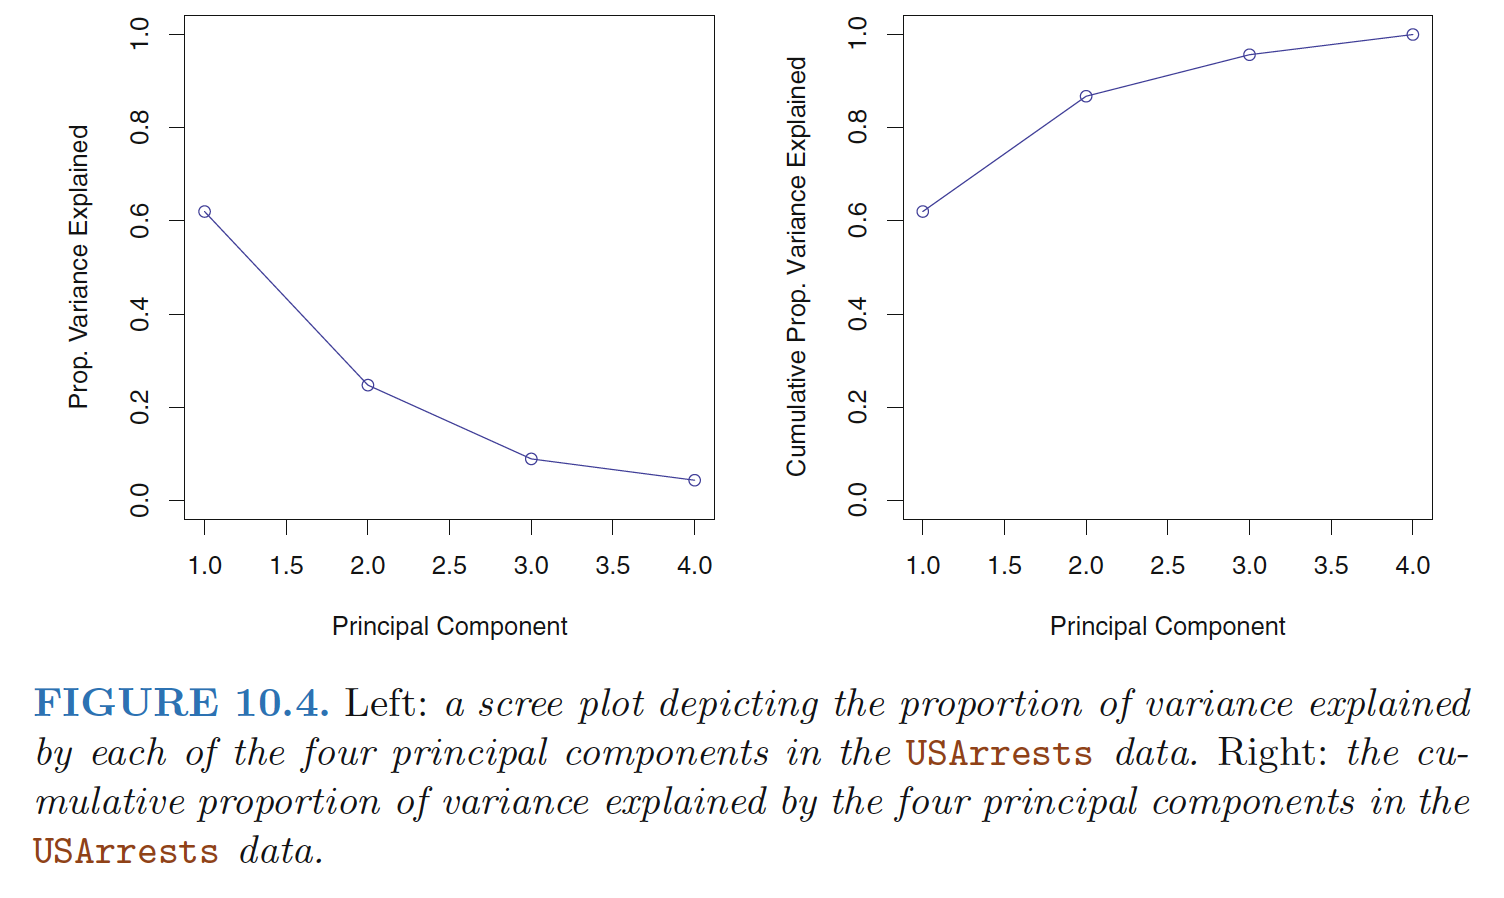 Prop. Variance Explained
1.0
0.8
0.6
0.4
0.2
0.0
1.0 1.5 2.0 2.5 3.0 3.5 4.0
Principal Component
Cumulative Prop. Variance Explained
1.0
0.8
0.6
0.4
0.2
0.0
1.0 1.5 2.0 2.5 3.0 3.5 4.0
Principal Component
FIGURE 10.4. Left: a scree plot depicting the proportion of variance explained
by each of the four principal components in the USArrests data. Right: the cu-
mulative proportion of variance explained by the four principal components in the
USArrests data.